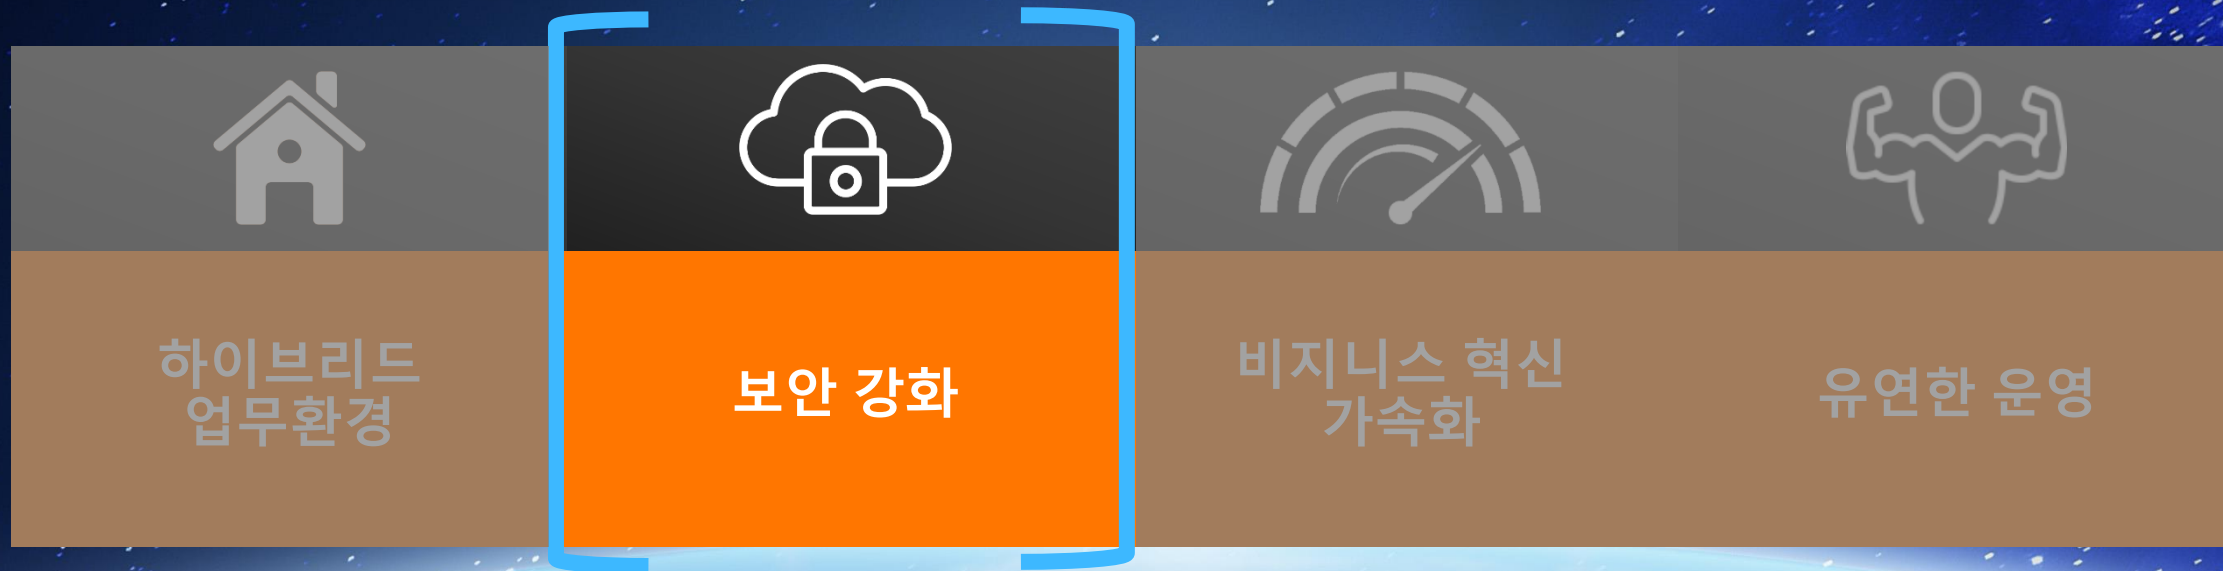 하이브리드
업무환경
보안 강화
비지니스 혁신
가속화
유연한 운영